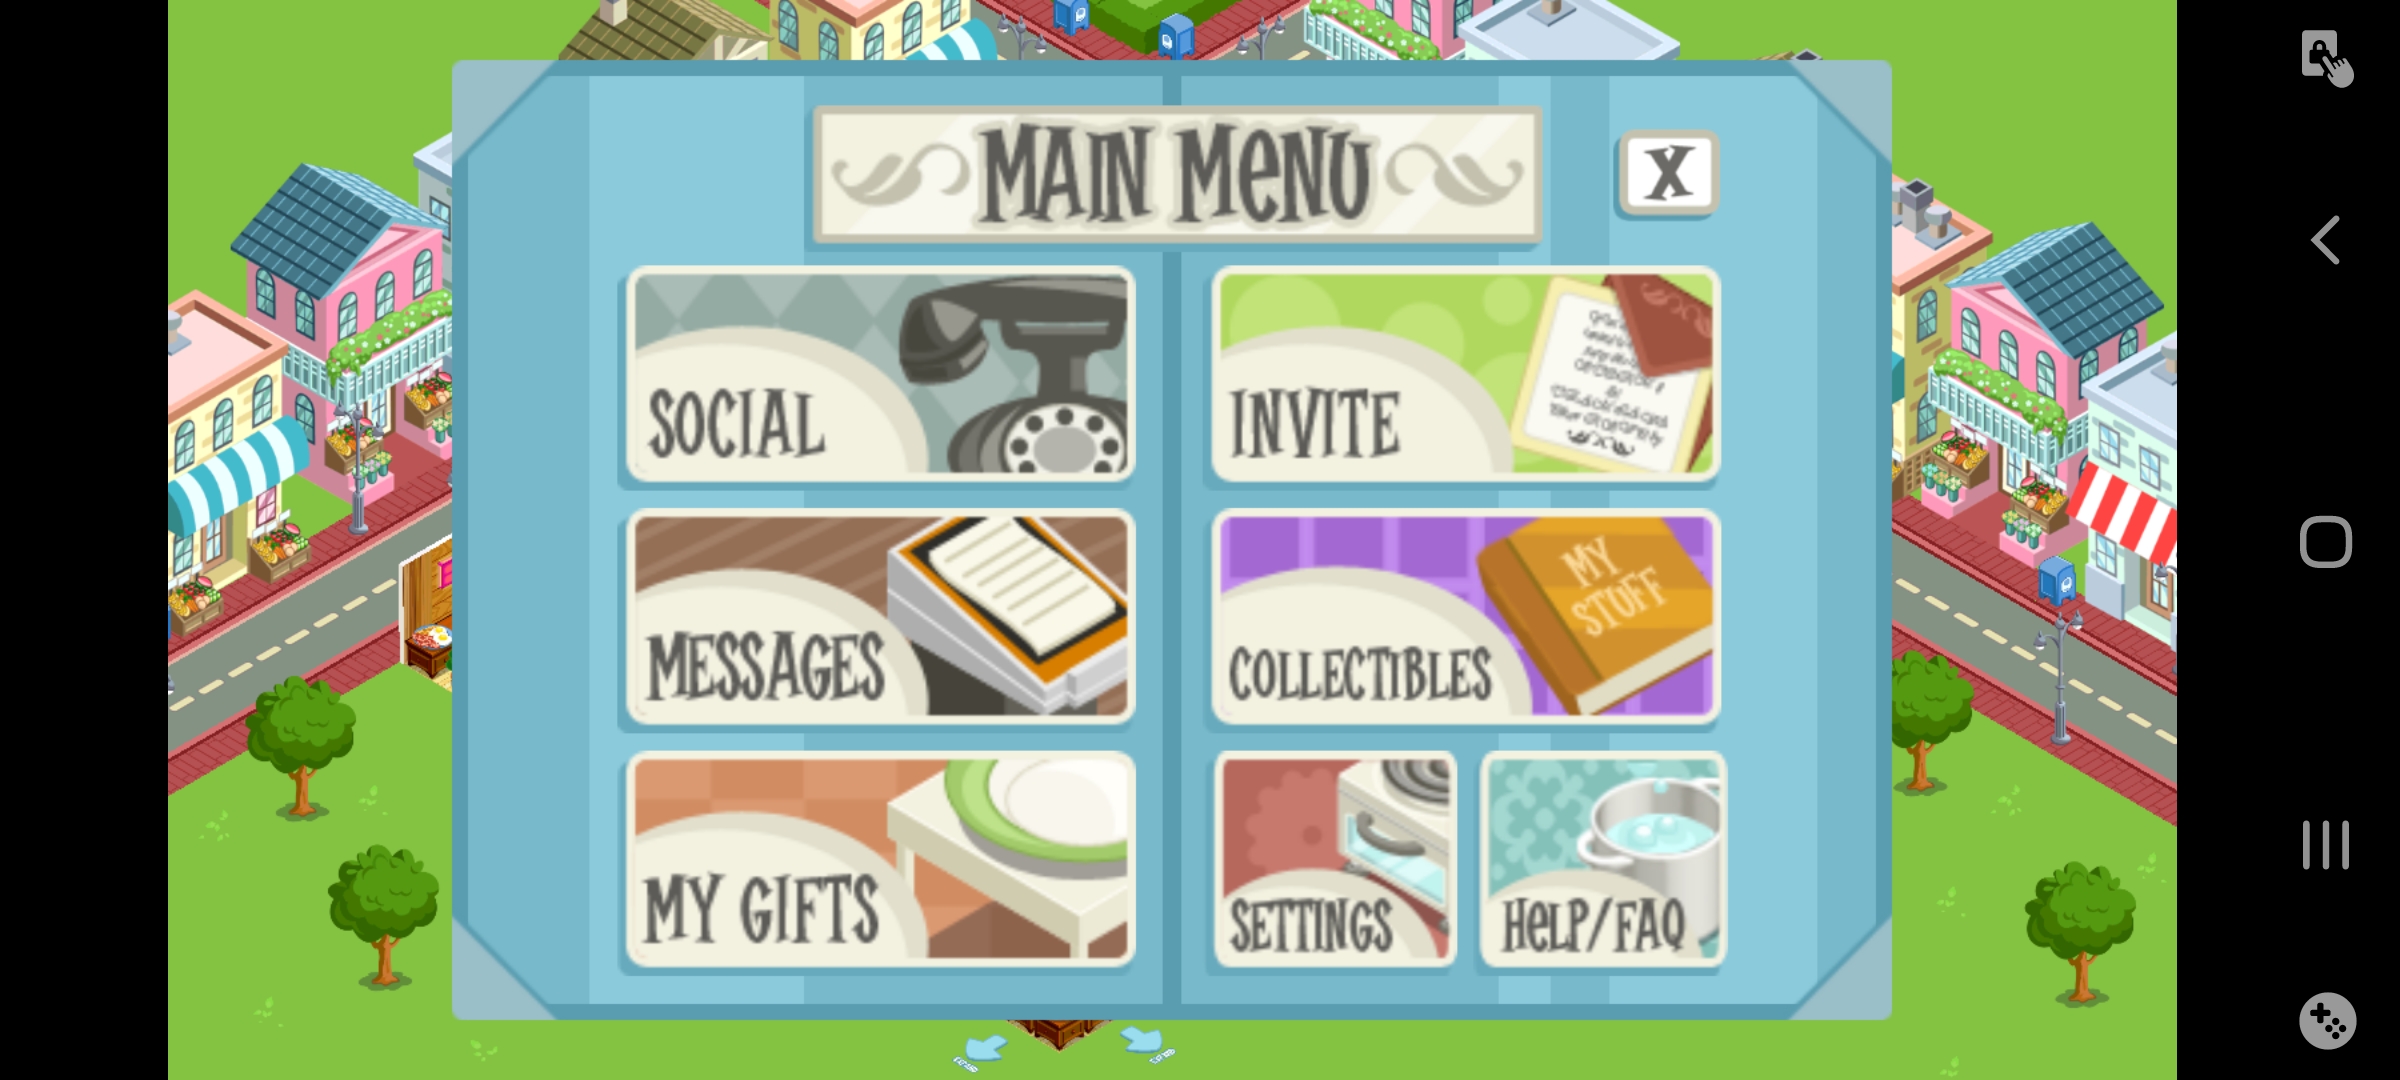 MAIN MENU
X
SOCIAL
INVITE
MESSAGES
MY
STUFF
COLLECTIBLES
MY GIFTS
SETTINGS
HELP/FAQ